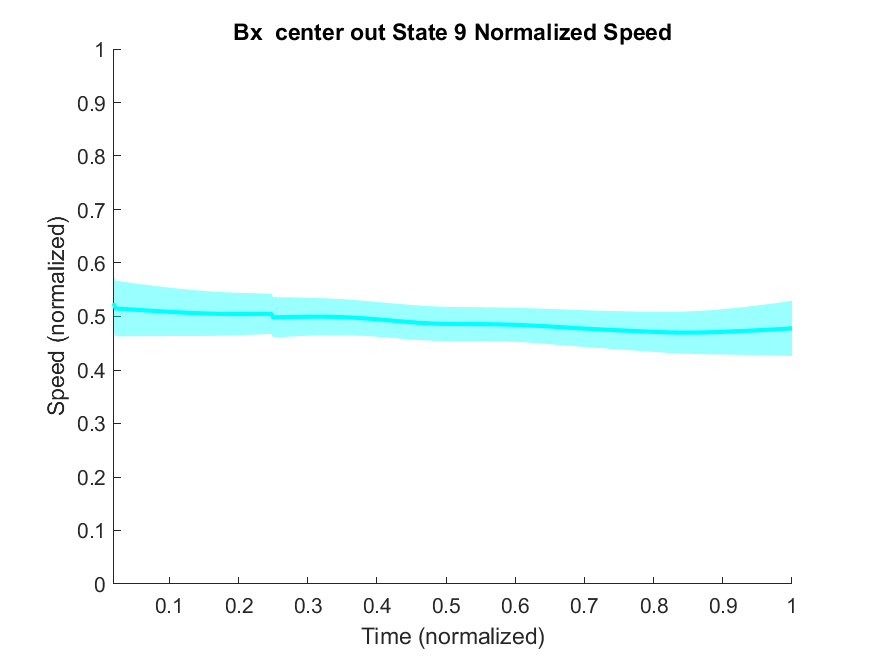 Bx  center out State 9 Normalized Speed
1
0.9
0.8
0.7
0.6
0.5
0.4
0.3
0.2
0.1
0
Speed (normalized)
0.1 0.2 0.3 0.4 0.5 0.6 0.7 0.8 0.9 1
Time (normalized)